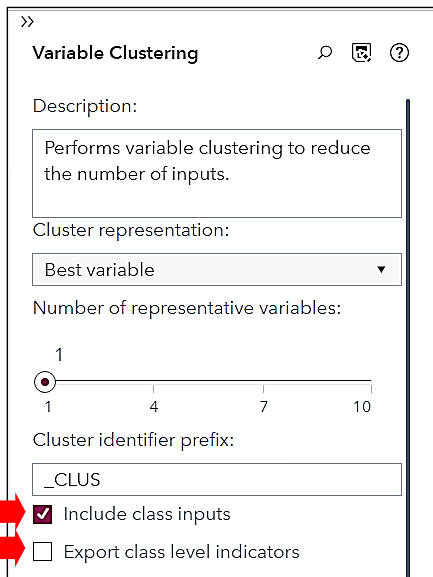 Variable Clustering
Description:
Performs variable clustering to reduce
the number of inputs.
Cluster representation:
Best variable
Number of representative variables:
1
1 4 7 10
Cluster identifier prefix:
_CLUS
Include class inputs
Export class level indicators